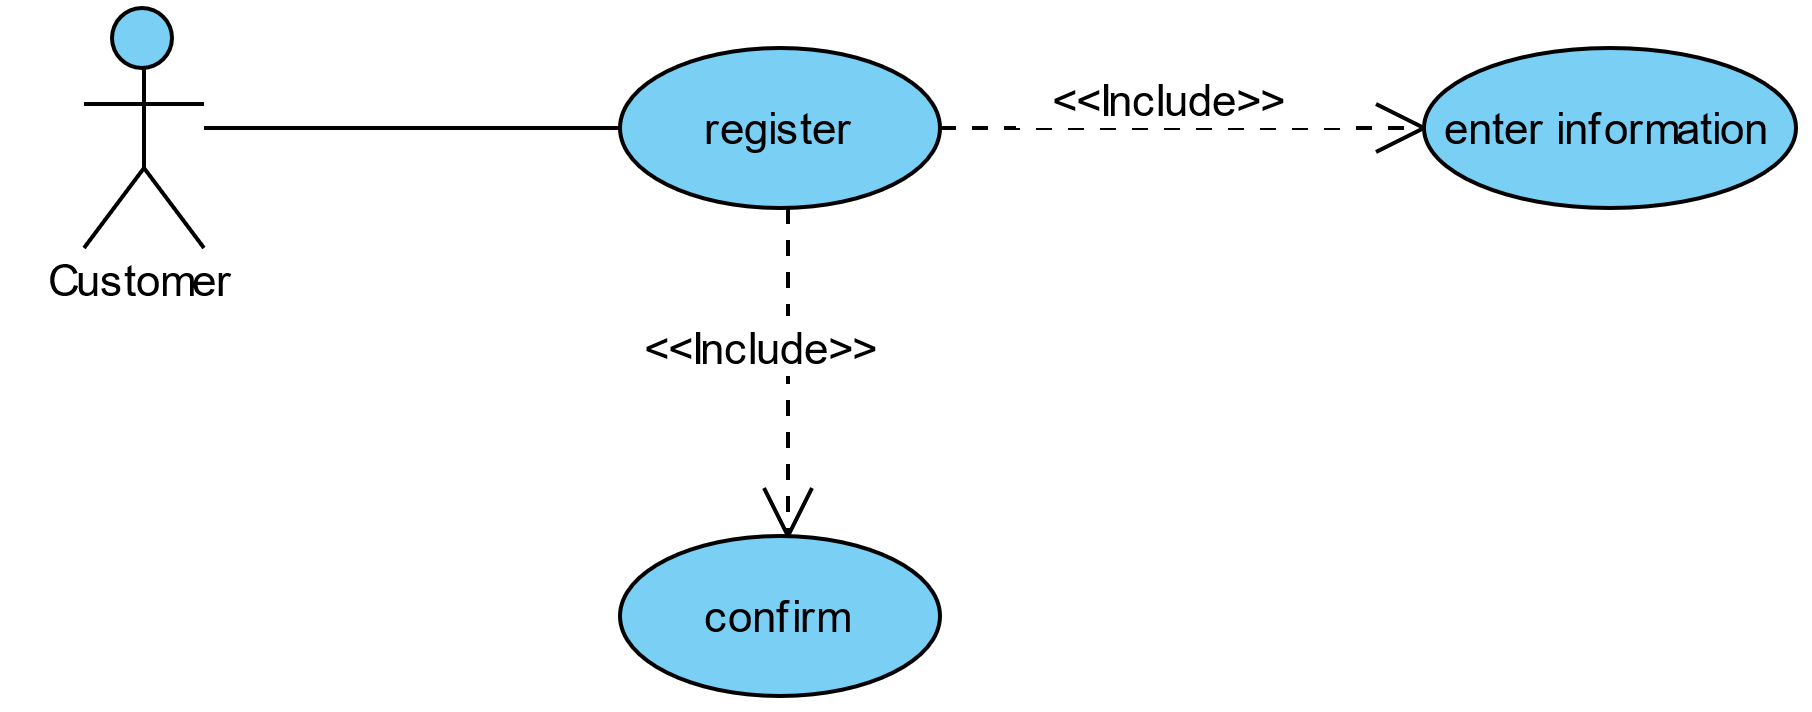 <<Include>>
register
enter information
Customer
<<Include>>
confirm